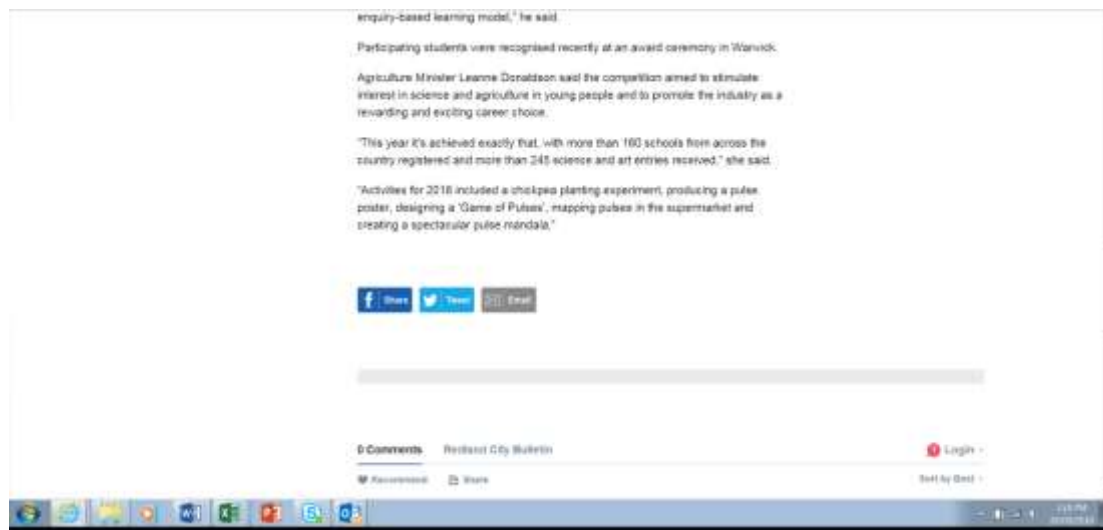 enquiry-based learning model," he said.
Participating students were recognised recently at an award ceremony in Warwick.
Agriculture Minister Leanne Donaldson said the competition aimed to stimulate
interest in science and agriculture in young people and to promote the industry as a
rewarding and exciting career choice.
"This year it's achieved exactly that, with more than 160 schools from across the
country registered and more than 245 science and art entries received," she said.
"Activities for 2016 included a chickpea planting experiment, producing a pulse
poster, designing a 'Game of Pulses', mapping pulses in the supermarket and
creating a spectacular pulse mandala."
Share Tweet Email
0 Comments Redland City Bulletin Login
Recommend Share Sort by Best